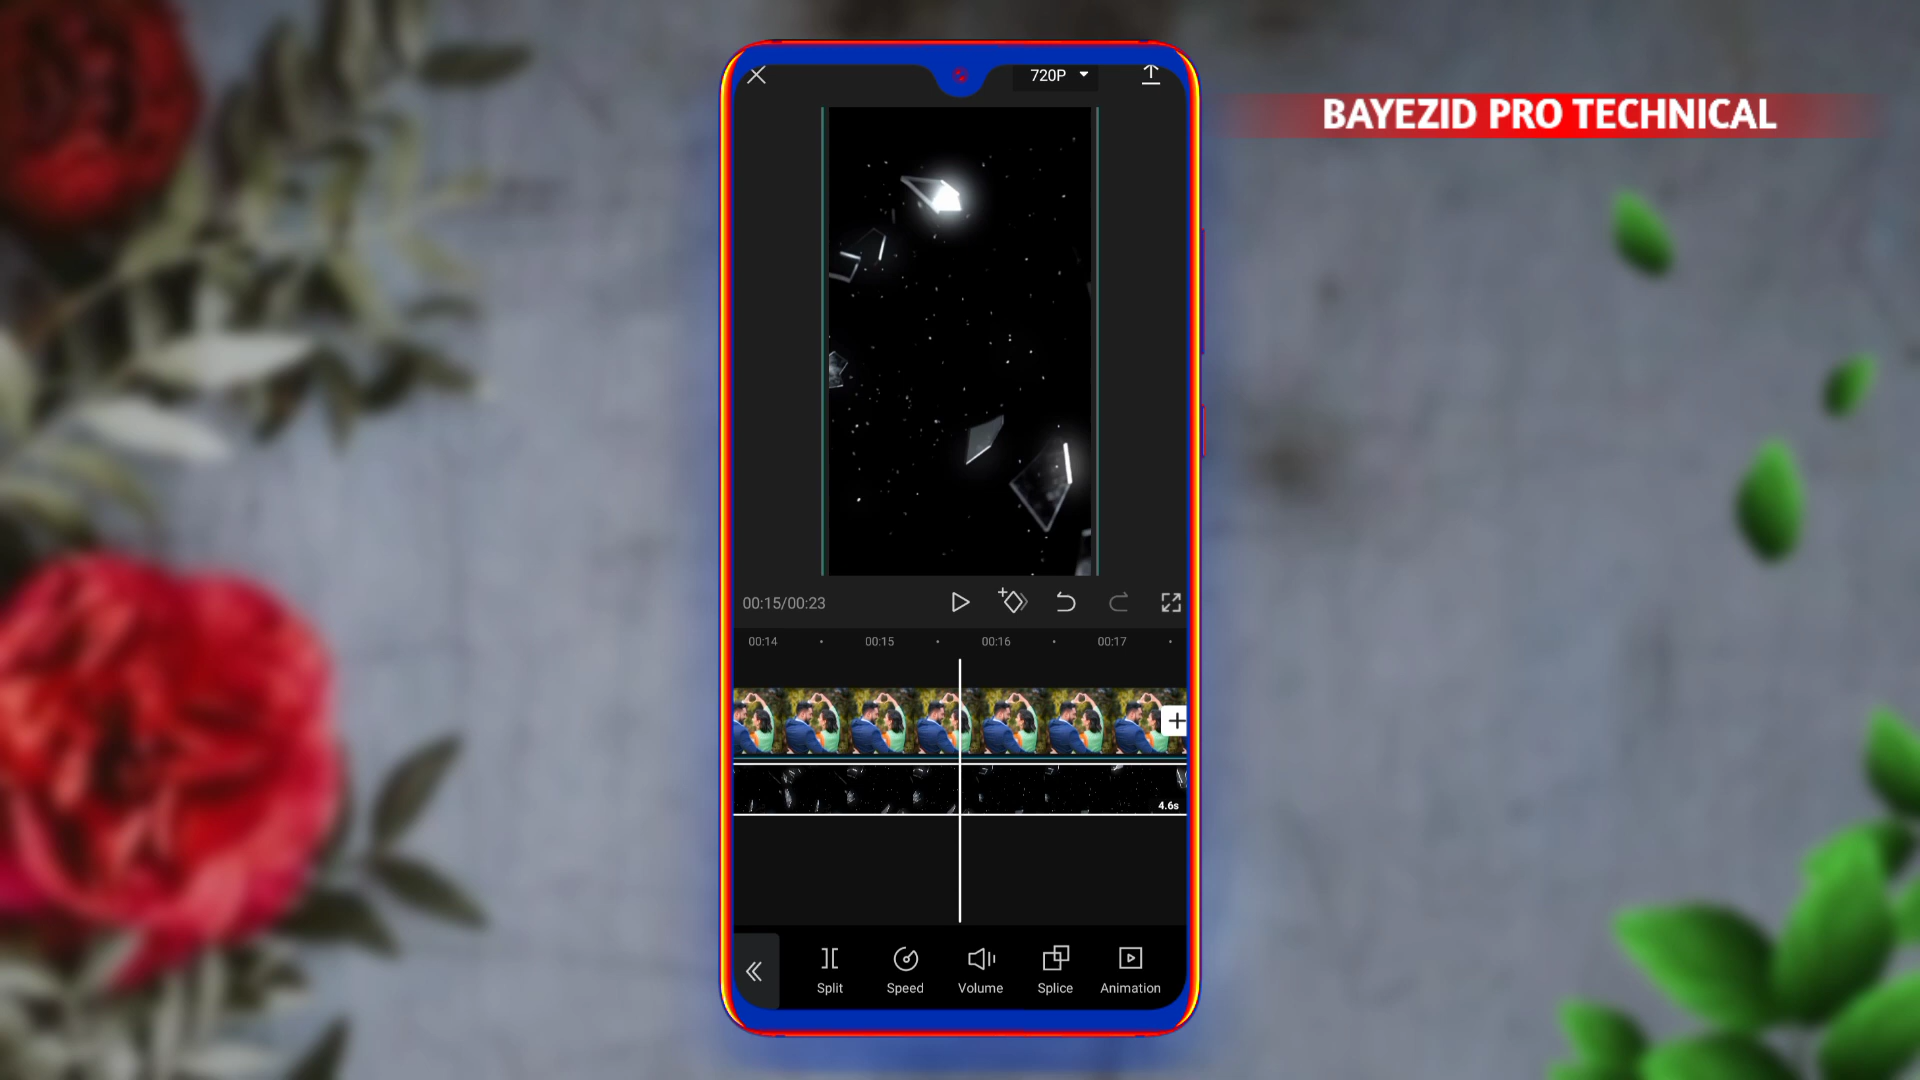 720P
BAYEZID PRO TECHNICAL
00:15/00:23
00:14
00:15
00:16
00:17
4.6s
Split
Speed
Volume
Splice
Animation